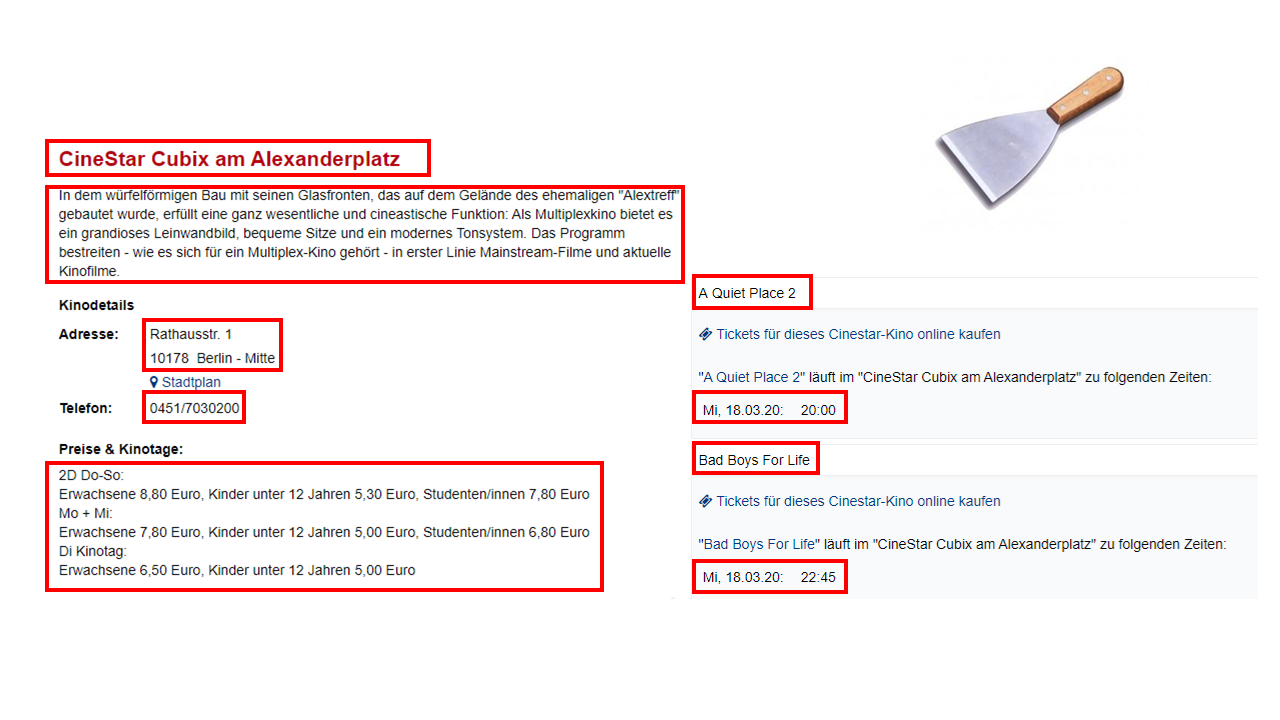 CineStar Cubix am Alexanderplatz
In dem würfelförmigen Bau mit seinen Glasfronten, das auf dem Gelände des ehemaligen "Alextreff"
gebautet wurde, erfüllt eine ganz wesentliche und cineastische Funktion: Als Multiplexkino bietet es
ein grandioses Leinwandbild, bequeme Sitze und ein modernes Tonsystem. Das Programm
bestreiten - wie es sich für ein Multiplex-Kino gehört - in erster Linie Mainstream-Filme und aktuelle
Kinofilme.
Kinodetails
Adresse: Rathausstr. 1
10178 Berlin - Mitte
Stadtplan
Telefon: 0451/7030200
Preise & Kinotage:
2D Do-So:
Erwachsene 8,80 Euro, Kinder unter 12 Jahren 5,30 Euro, Studenten/innen 7,80 Euro
Mo + Mi:
Erwachsene 7,80 Euro, Kinder unter 12 Jahren 5,00 Euro, Studenten/innen 6,80 Euro
Di Kinotag:
Erwachsene 6,50 Euro, Kinder unter 12 Jahren 5,00 Euro
A Quiet Place 2
Tickets für dieses Cinestar-Kino online kaufen
"A Quiet Place 2" läuft im "CineStar Cubix am Alexanderplatz" zu folgenden Zeiten:
Mi, 18.03.20: 20:00
Bad Boys For Life
Tickets für dieses Cinestar-Kino online kaufen
"Bad Boys For Life" läuft im "CineStar Cubix am Alexanderplatz" zu folgenden Zeiten:
Mi, 18.03.20: 22:45